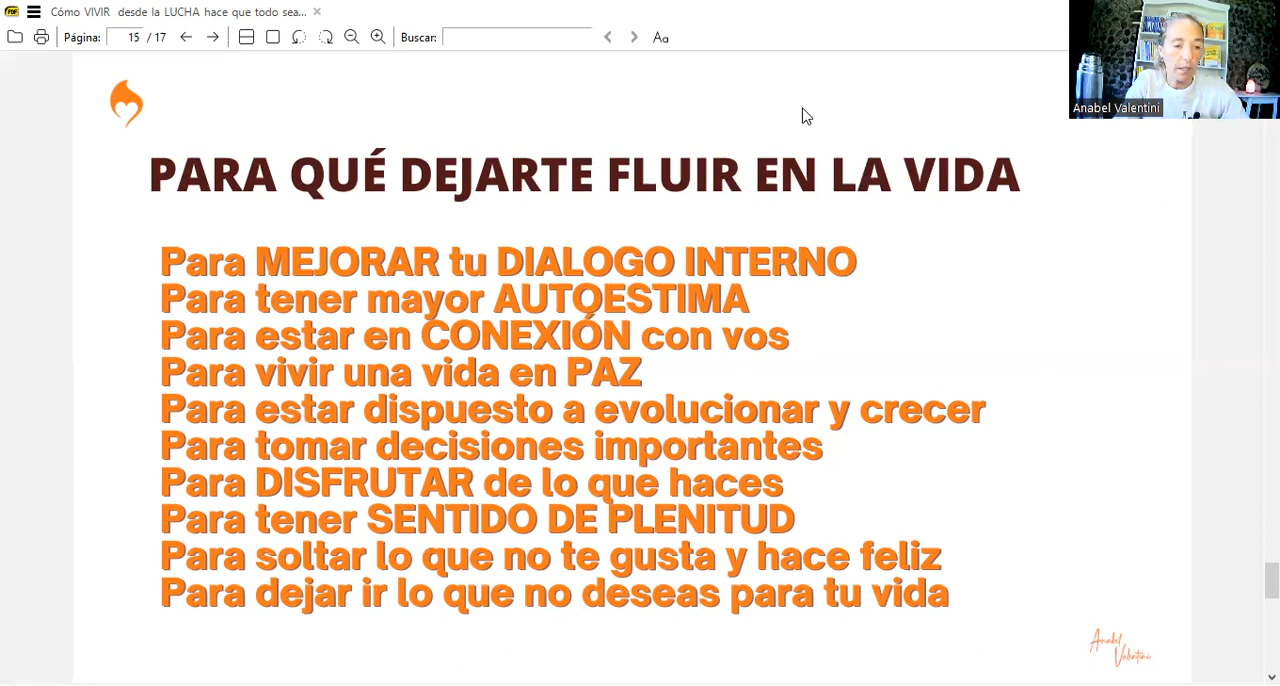 Cómo VIVIR desde la LUCHA hace que todo sea...
Página: 15 / 17
Buscar:
Aa
Anabel Valentini
PARA QUÉ DEJARTE FLUIR EN LA VIDA
Para MEJORAR tu DIALOGO INTERNO
Para tener mayor AUTOESTIMA
Para estar en CONEXIÓN con vos
Para vivir una vida en PAZ
Para estar dispuesto a evolucionar y crecer
Para tomar decisiones importantes
Para DISFRUTAR de lo que haces
Para tener SENTIDO DE PLENITUD
Para soltar lo que no te gusta y hace feliz
Para dejar ir lo que no deseas para tu vida
Anabel
Valentini